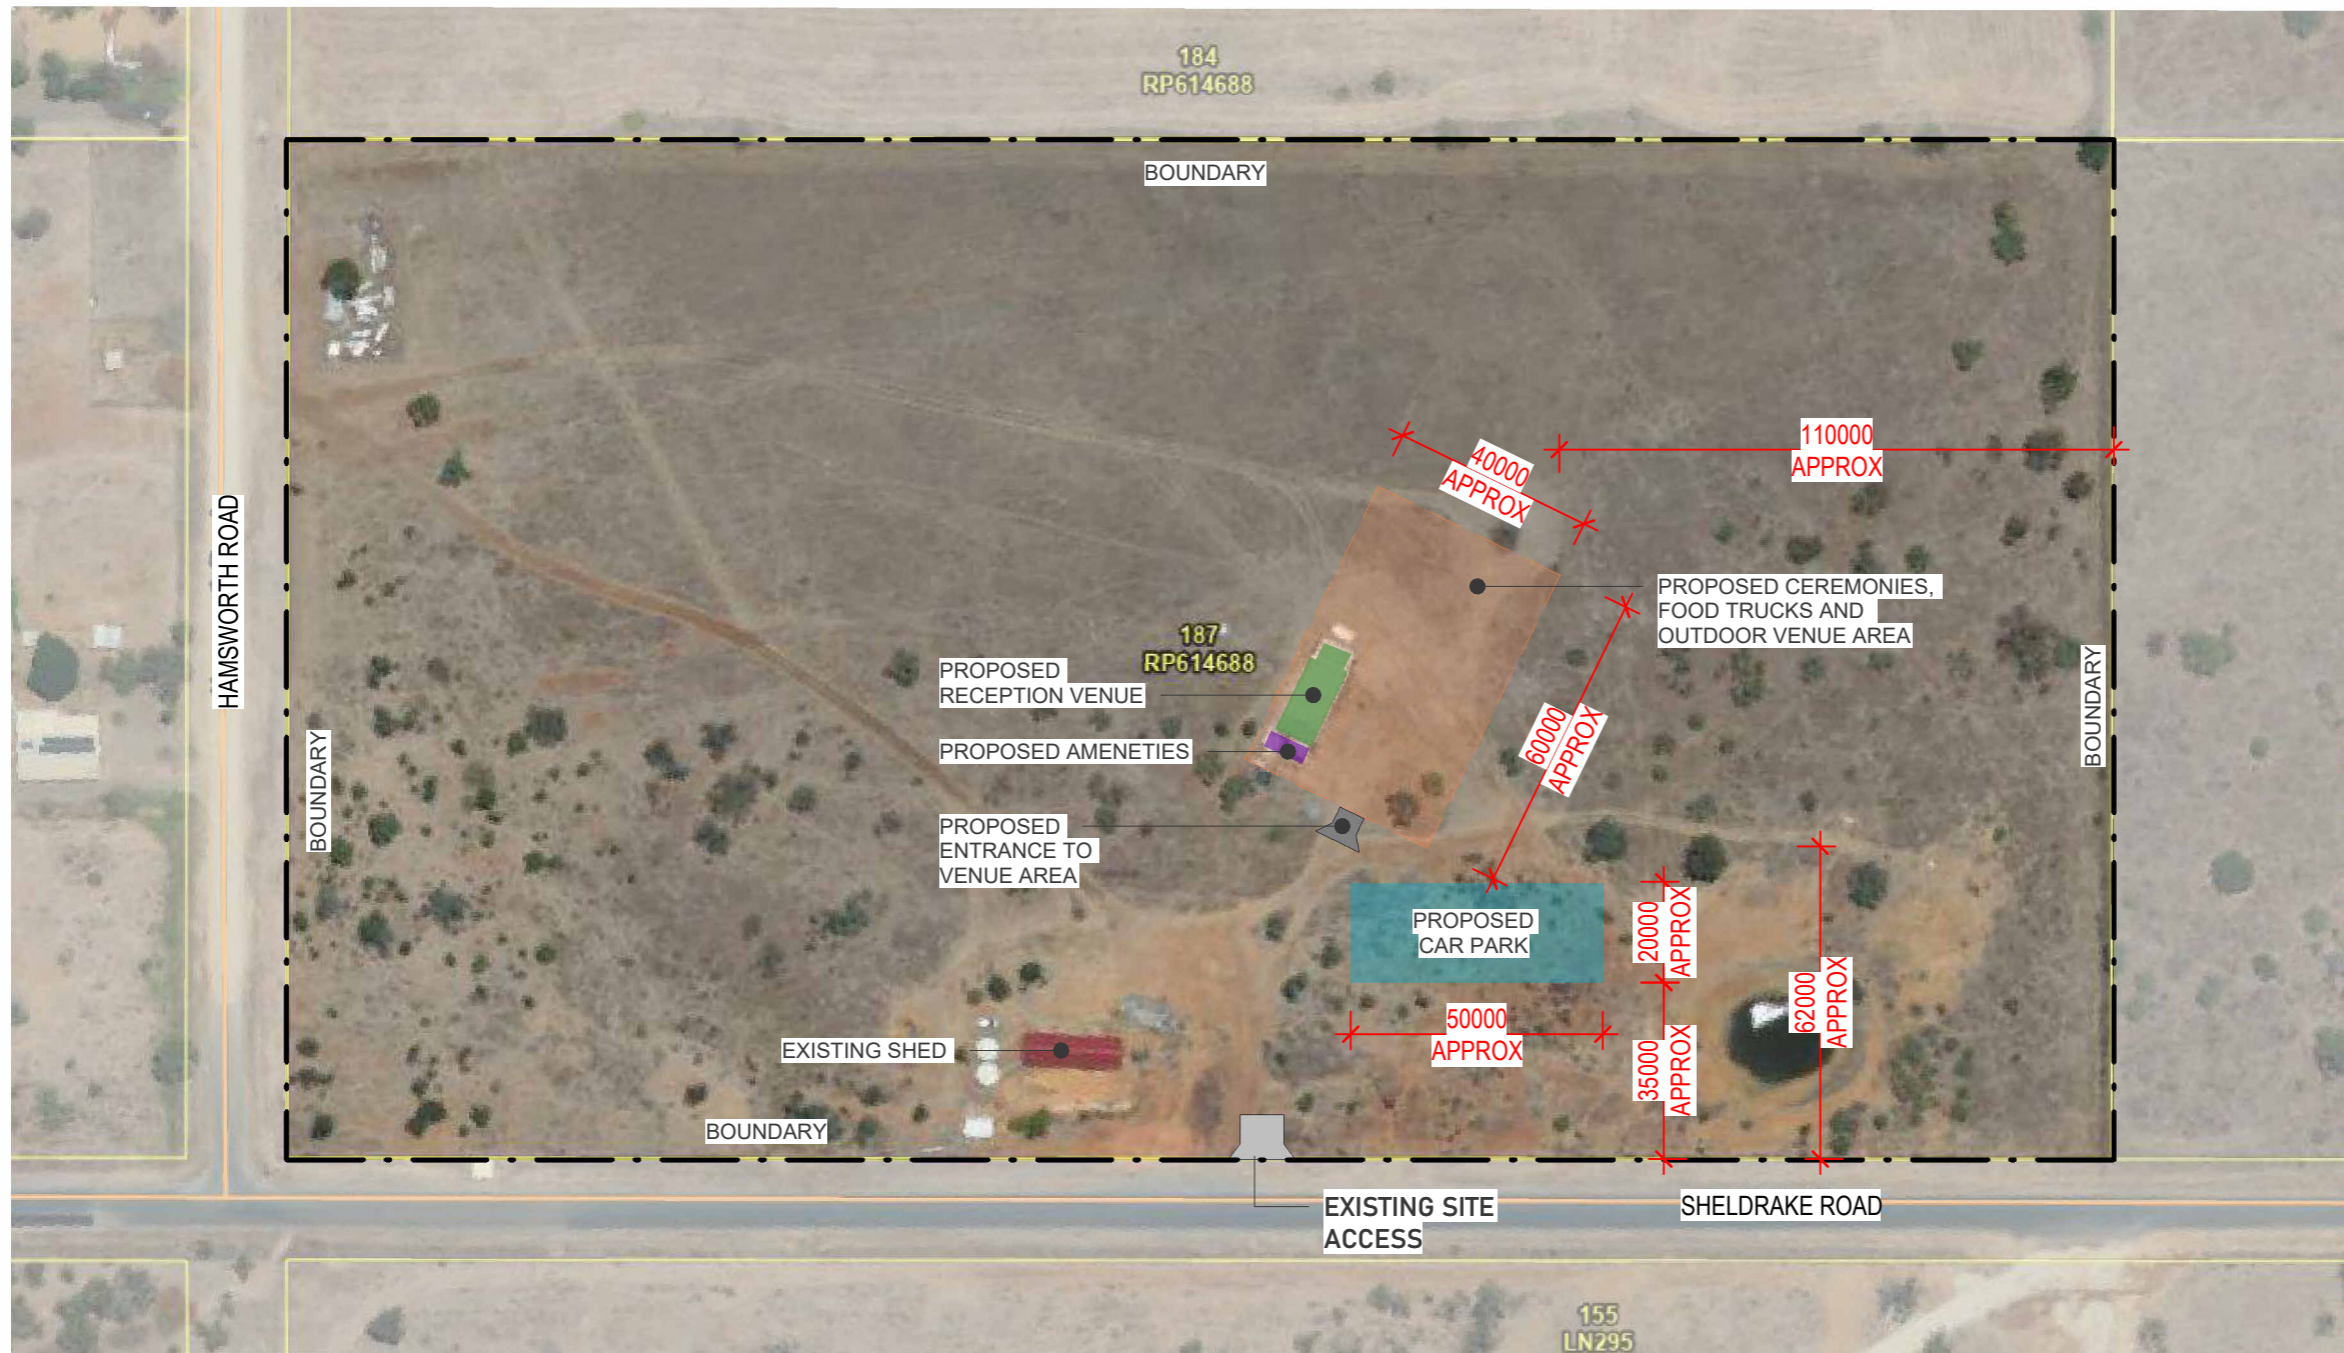 184
RP614688
BOUNDARY
110000
APPROX
40000
APPROX
HAMSWORTH ROAD
PROPOSED CEREMONIES,
FOOD TRUCKS AND
OUTDOOR VENUE AREA
187
RP614688
PROPOSED
RECEPTION VENUE
BOUNDARY
60000
APPROX
PROPOSED AMENETIES
BOUNDARY
PROPOSED
ENTRANCE TO
VENUE AREA
PROPOSED
CAR PARK
20000
APPROX
62000
APPROX
50000
APPROX
35000
APPROX
EXISTING SHED
BOUNDARY
EXISTING SITE
ACCESS
SHELDRAKE ROAD
155
LN295